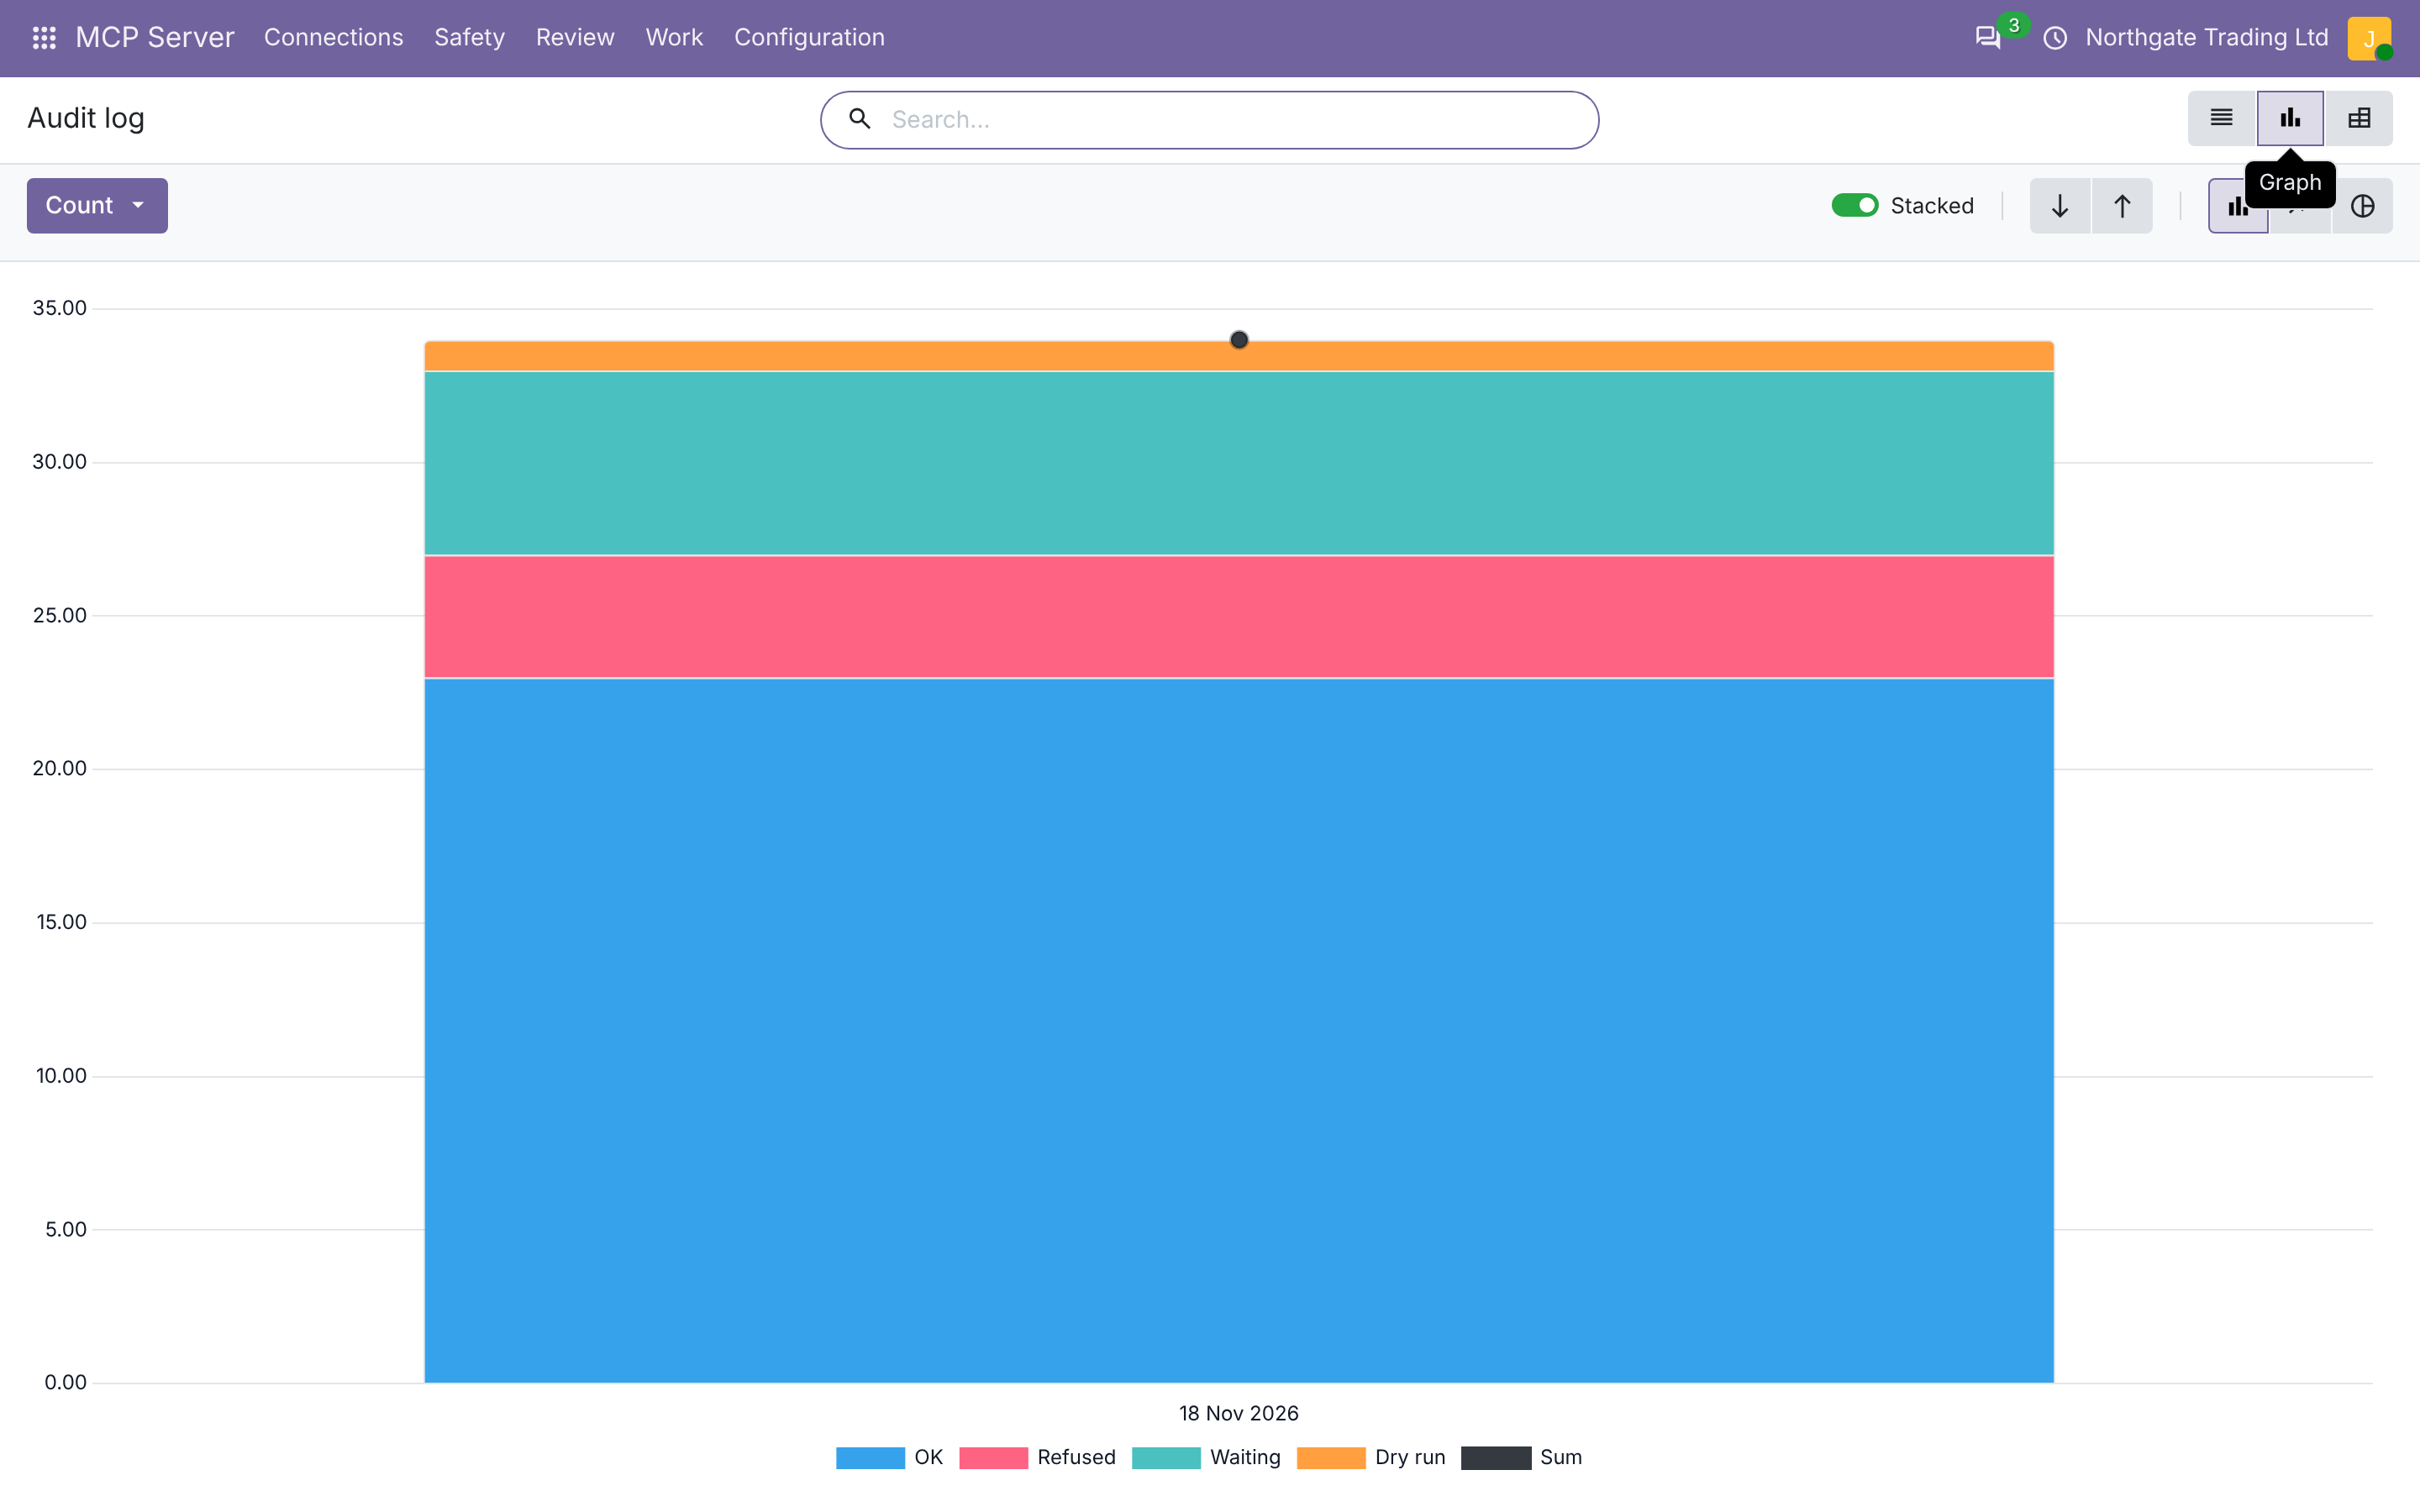 MCP Server Connections Safety Review Work Configuration 3 Northgate Trading Ltd J
Audit log Search...
Graph
Count Stacked
35.00
30.00
25.00
20.00
15.00
10.00
5.00
0.00
18 Nov 2026
OK Refused Waiting Dry run Sum